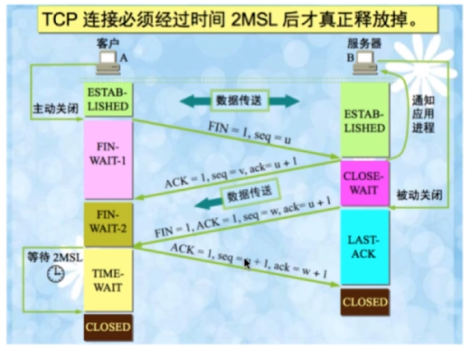 TCP 连接必须经过时间 2MSL 后才真正释放掉。
客户
A
服务器
B
主动关闭
ESTAB-
LISHED
数据传送
ESTAB-
LISHED
通知
应用
进程
FIN = 1, seq = u
FIN-
WAIT-1
ACK = 1, seq = v, ack= u + 1
CLOSE-
WAIT
被动关闭
数据传送
FIN-
WAIT-2
FIN = 1, ACK = 1, seq = w, ack= u + 1
LAST-
ACK
ACK = 1, seq = u + 1, ack = w + 1
等待 2MSL
TIME-
WAIT
CLOSED
CLOSED